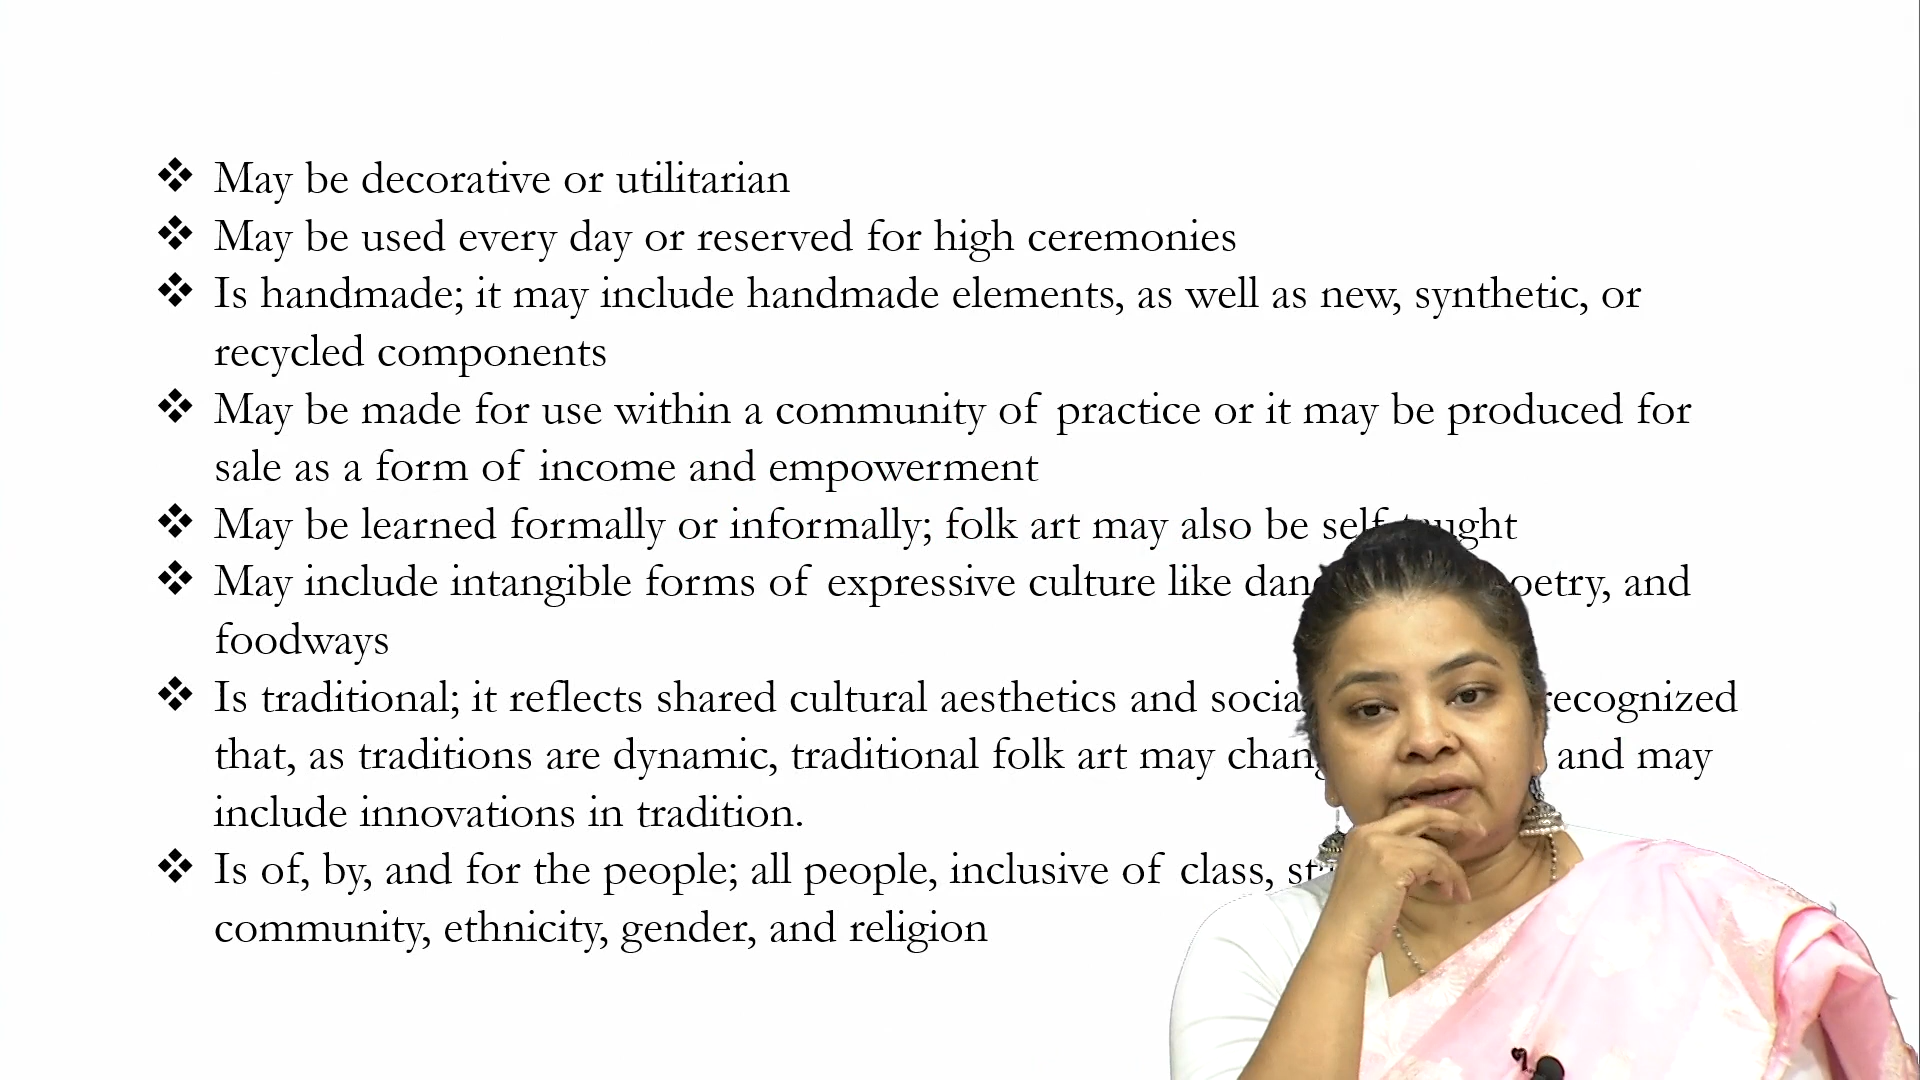 ❖ May be decorative or utilitarian
❖ May be used every day or reserved for high ceremonies
❖ Is handmade; it may include handmade elements, as well as new, synthetic, or
recycled components
❖ May be made for use within a community of practice or it may be produced for
sale as a form of income and empowerment
❖ May be learned formally or informally; folk art may also be
❖ May include intangible forms of expressive culture like and
foodways
❖ Is traditional; it reflects shared cultural aesthetics and recognized
that, as traditions are dynamic, traditional folk art may and may
include innovations in tradition.
❖ Is of, by, and for the people; all people, inclusive of class,
community, ethnicity, gender, and religion